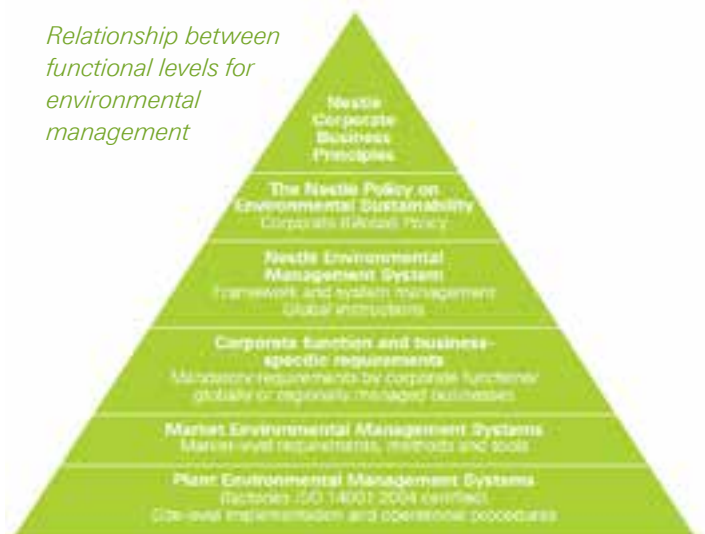 Relationship between
functional levels for
environmental
management
Nestlé
Corporate
Business
Principles
The Nestlé Policy on
Environmental Sustainability
Corporate (Global) Policy
Nestlé Environmental
Management System
Framework and system management
Global instructions
Corporate function and business-
specific requirements
Mandatory requirements by corporate functions/
globally or regionally managed businesses
Market Environmental Management Systems
Market-level requirements, methods and tools
Plant Environmental Management Systems
(factories ISO 14001:2004 certified)
Site-level implementation and operational procedures